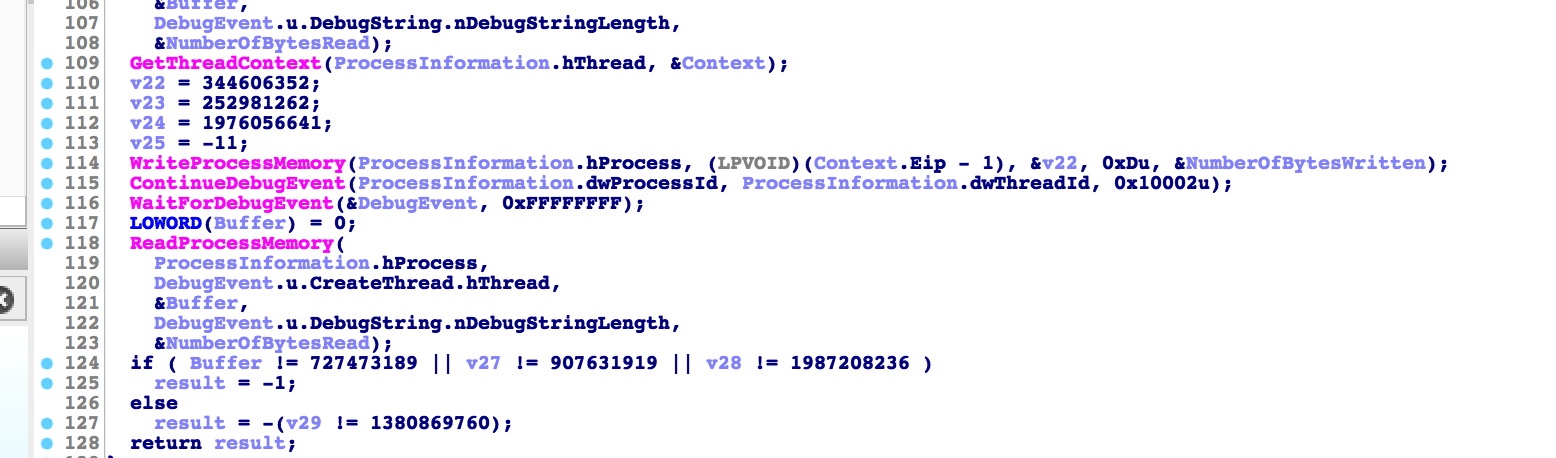 106 &Buffer,
107 DebugEvent.u.DebugString.nDebugStringLength,
108 &NumberOfBytesRead);
109 GetThreadContext(ProcessInformation.hThread, &Context);
110 v22 = 344606352;
111 v23 = 252981262;
112 v24 = 1976056641;
113 v25 = -11;
114 WriteProcessMemory(ProcessInformation.hProcess, (LPVOID)(Context.Eip - 1), &v22, 0xDu, &NumberOfBytesWritten);
115 ContinueDebugEvent(ProcessInformation.dwProcessId, ProcessInformation.dwThreadId, 0x10002u);
116 WaitForDebugEvent(&DebugEvent, 0xFFFFFFFF);
117 LOWORD(Buffer) = 0;
118 ReadProcessMemory(
119 ProcessInformation.hProcess,
120 DebugEvent.u.CreateThread.hThread,
121 &Buffer,
122 DebugEvent.u.DebugString.nDebugStringLength,
123 &NumberOfBytesRead);
124 if ( Buffer != 727473189 || v27 != 907631919 || v28 != 1987208236 )
125 result = -1;
126 else
127 result = -(v29 != 1380869760);
128 return result;